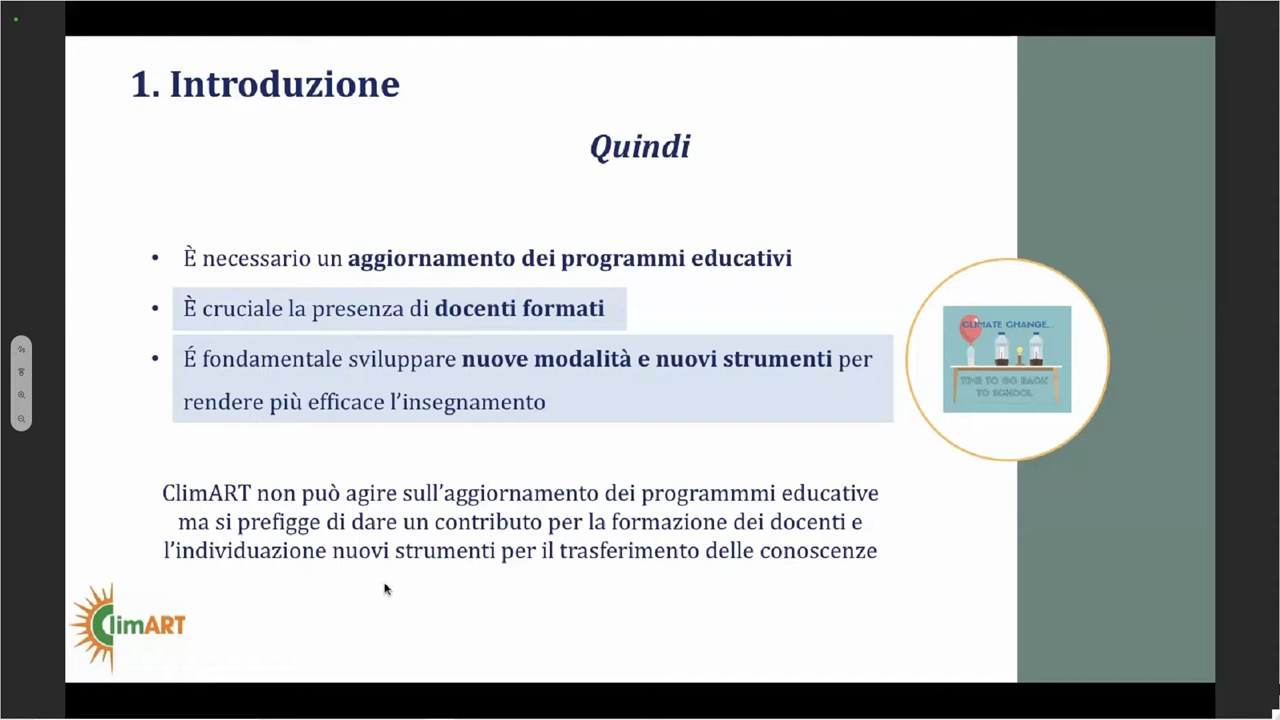 1. Introduzione
Quindi
• È necessario un aggiornamento dei programmi educativi
• È cruciale la presenza di docenti formati
• É fondamentale sviluppare nuove modalità e nuovi strumenti per
rendere più efficace l’insegnamento
CLIMATE CHANGE...
TIME TO GO BACK
TO SCHOOL
ClimART non può agire sull’aggiornamento dei programmmi educative
ma si prefigge di dare un contributo per la formazione dei docenti e
l’individuazione nuovi strumenti per il trasferimento delle conoscenze
ClimART